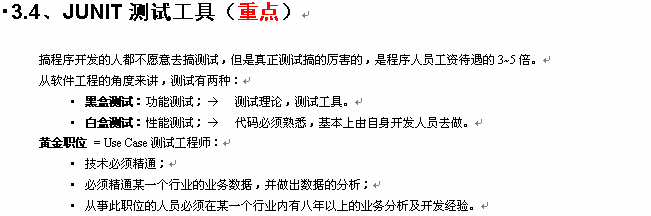 ▪3.4、JUNIT 测试工具（重点）↵
搞程序开发的人都不愿意去搞测试，但是真正测试搞的厉害的，是程序人员工资待遇的 3~5 倍。↵
从软件工程的角度来讲，测试有两种：↵
▪ 黑盒测试：功能测试；→ 测试理论，测试工具。↵
▪ 白盒测试：性能测试；→ 代码必须熟悉，基本上由自身开发人员去做。↵
黄金职位 = Use Case 测试工程师：↵
▪ 技术必须精通；↵
▪ 必须精通某一个行业的业务数据，并做出数据的分析；↵
▪ 从事此职位的人员必须在某一个行业内有八年以上的业务分析及开发经验。↵